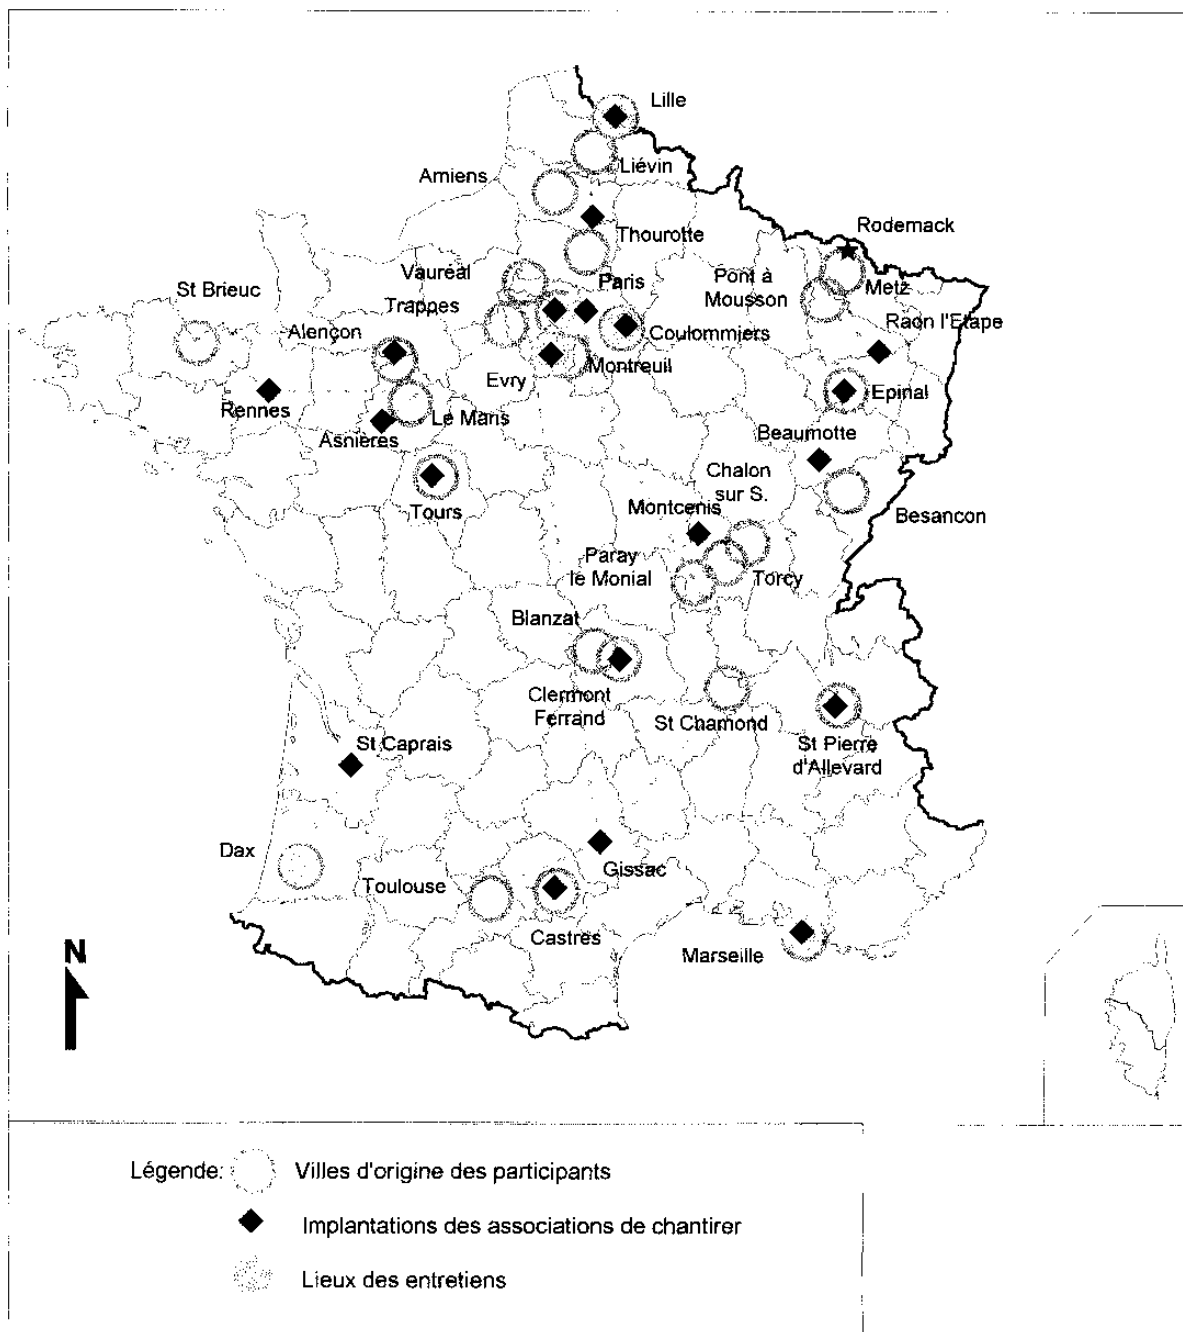 Lille
Liévin
Amiens
Rodemack
Thourotte
Vauréal
Paris
Pont à
Mousson
Metz
St Brieuc
Trappes
Raon l'Etape
Alençon
Coulommiers
Montreuil
Evry
Epinal
Rennes
Le Mans
Asnières
Beaumotte
Chalon
sur S.
Tours
Montcenis
Besancon
Paray
le Monial
Torcy
Blanzat
Clermont
Ferrand
St Chamond
St Caprais
St Pierre
d'Allevard
Dax
Gissac
Toulouse
Castres
N
Marseille
Légende:
Villes d'origine des participants
Implantations des associations de chantirer
Lieux des entretiens